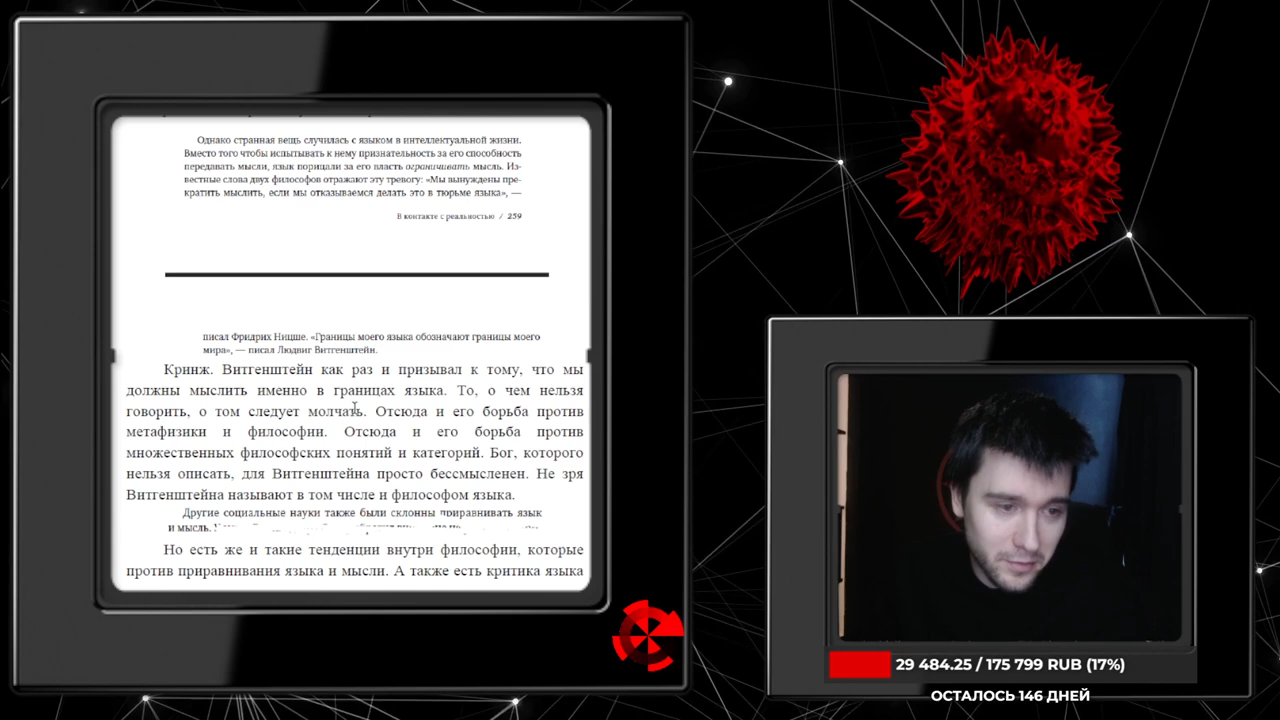 Однако странная вещь случилась с языком в интеллектуальной жизни.
Вместо того чтобы испытывать к нему признательность за его способность
передавать мысли, язык порицали за его власть ограничивать мысль. Из-
вестные слова двух философов отражают эту тревогу: «Мы вынуждены пре-
кратить мыслить, если мы отказываемся делать это в тюрьме языка», —
В контакте с реальностью / 259
писал Фридрих Ницше. «Границы моего языка обозначают границы моего
мира», — писал Людвиг Витгенштейн.
Кринж. Витгенштейн как раз и призывал к тому, что мы
должны мыслить именно в границах языка. То, о чем нельзя
говорить, о том следует молчать. Отсюда и его борьба против
метафизики и философии. Отсюда и его борьба против
множественных философских понятий и категорий. Бог, которого
нельзя описать, для Витгенштейна просто бессмысленен. Не зря
Витгенштейна называют в том числе и философом языка.
Другие социальные науки также были склонны приравнивать язык
и мысль.
Но есть же и такие тенденции внутри философии, которые
против приравнивания языка и мысли. А также есть критика языка
29 484.25 / 175 799 RUB (17%)
ОСТАЛОСЬ 146 ДНЕЙ